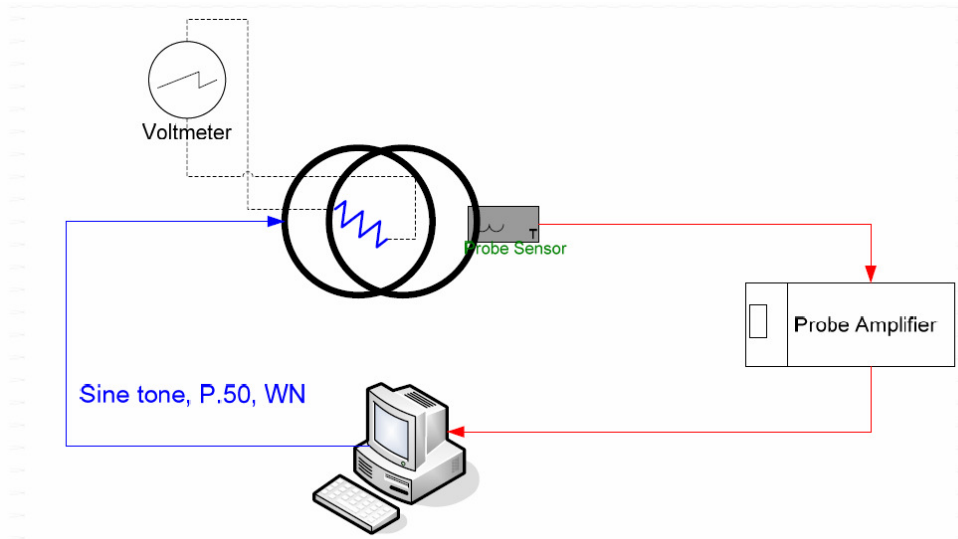 Voltmeter
T
Probe Sensor
Probe Amplifier
Sine tone, P.50, WN